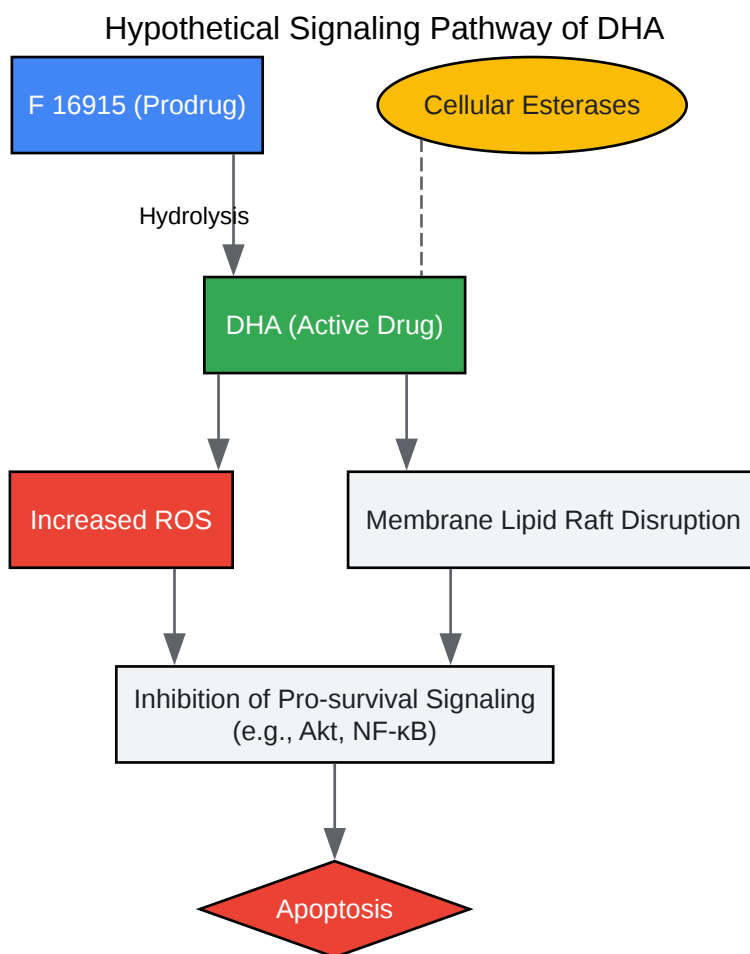 Hypothetical Signaling Pathway of DHA
F 16915 (Prodrug)
Cellular Esterases
Hydrolysis
DHA (Active Drug)
Increased ROS
Membrane Lipid Raft Disruption
Inhibition of Pro-survival Signaling
(e.g., Akt, NF-κB)
Apoptosis